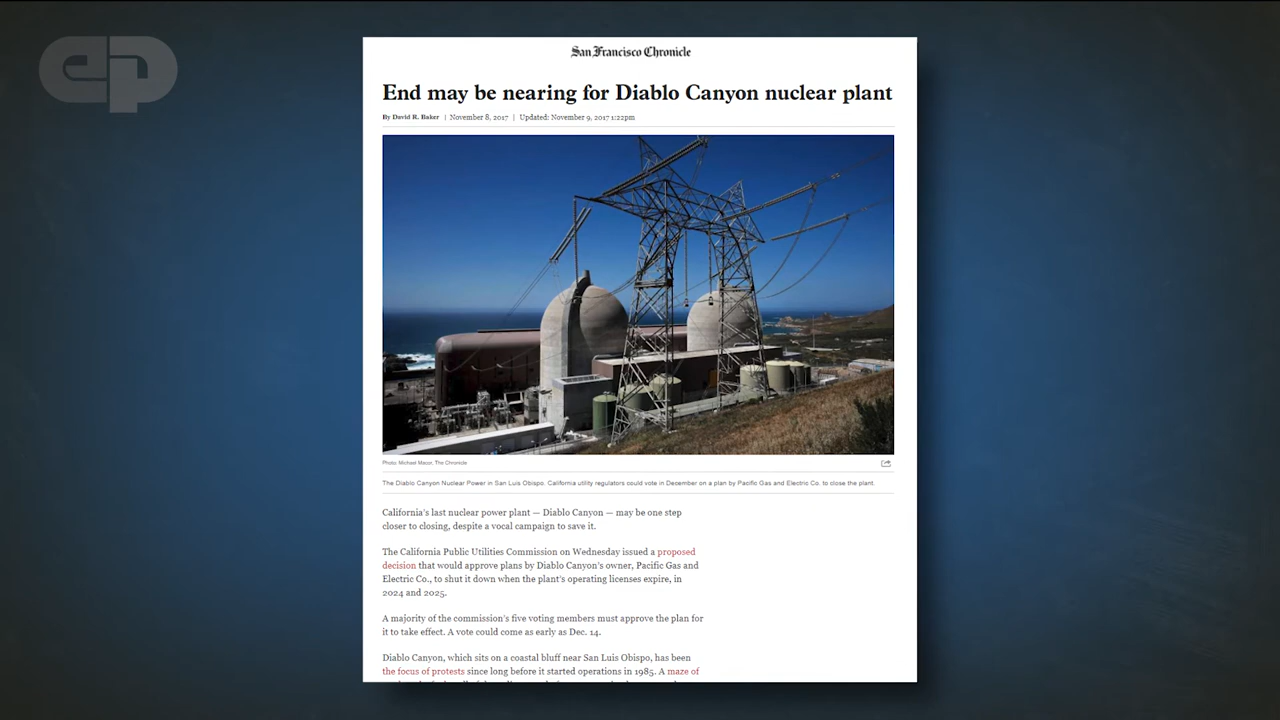 ep
San Francisco Chronicle
End may be nearing for Diablo Canyon nuclear plant
By David R. Baker | November 8, 2017 | Updated: November 9, 2017 1:22pm
Photo: Michael Macor, The Chronicle
The Diablo Canyon Nuclear Power in San Luis Obispo. California utility regulators could vote in December on a plan by Pacific Gas and Electric Co. to close the plant.
California's last nuclear power plant — Diablo Canyon — may be one step
closer to closing, despite a vocal campaign to save it.
The California Public Utilities Commission on Wednesday issued a proposed
decision that would approve plans by Diablo Canyon's owner, Pacific Gas and
Electric Co., to shut it down when the plant's operating licenses expire, in
2024 and 2025.
A majority of the commission's five voting members must approve the plan for
it to take effect. A vote could come as early as Dec. 14.
Diablo Canyon, which sits on a coastal bluff near San Luis Obispo, has been
the focus of protests since long before it started operations in 1985. A maze of